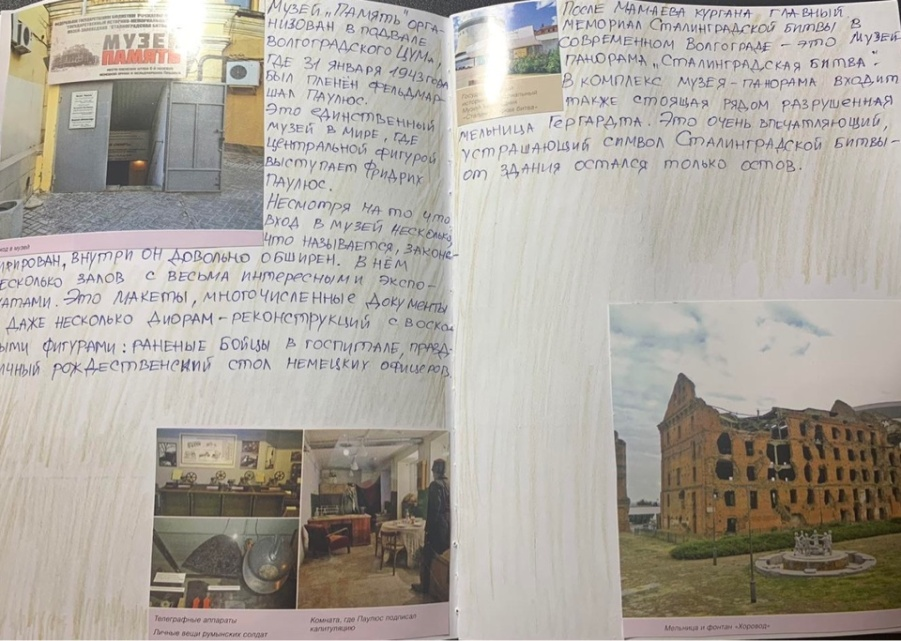 МУЗЕЙ
ПАМЯТЬ
вход в музей
МУЗЕЙ „ПАМЯТЬ" ОРГА-
НИЗОВАН В ПОДВАЛЕ
ВОЛГОГРАДСКОГО ЦУМА,
ГДЕ 31 ЯНВАРЯ 1943 ГОДА
БЫЛ ПЛЕНЁН ФЕЛЬДМАР-
ШАЛ ПАУЛЮС.
ЭТО ЕДИНСТВЕННЫЙ
МУЗЕЙ В МИРЕ, ГДЕ
ЦЕНТРАЛЬНОЙ ФИГУРОЙ
ВЫСТУПАЕТ ФРИДРИХ
ПАУЛЮС.
НЕСМОТРЯ НА ТО ЧТО
ВХОД В МУЗЕЙ НЕСКОЛЬКО,
ЧТО НАЗЫВАЕТСЯ, ЗАКОНС-
ПИРИРОВАН, ВНУТРИ ОН ДОВОЛЬНО ОБШИРЕН. В НЁМ
НЕСКОЛЬКО ЗАЛОВ С ВЕСЬМА ИНТЕРЕСНЫМИ ЭКСПО-
НАТАМИ. ЭТО МАКЕТЫ, МНОГОЧИСЛЕННЫЕ ДОКУМЕНТЫ
ДАЖЕ НЕСКОЛЬКО ДИОРАМ – РЕКОНСТРУКЦИЙ С ВОСКО-
ВЫМИ ФИГУРАМИ: РАНЕНЫЕ БОЙЦЫ В ГОСПИТАЛЕ, ПРАЗД-
НИЧНЫЙ РОЖДЕСТВЕНСКИЙ СТОЛ НЕМЕЦКИХ ОФИЦЕРОВ.
Телеграфные аппараты
Личные вещи румынских солдат
Комната, где Паулюс подписал
капитуляцию
ПОСЛЕ МАМАЕВА КУРГАНА ГЛАВНЫЙ
МЕМОРИАЛ СТАЛИНГРАДСКОЙ БИТВЫ В
СОВРЕМЕННОМ ВОЛГОГРАДЕ – ЭТО МУЗЕЙ
ПАНОРАМА „СТАЛИНГРАДСКАЯ БИТВА".
В КОМПЛЕКС МУЗЕЯ-ПАНОРАМА ВХОДИТ
ТАКЖЕ СТОЯЩАЯ РЯДОМ РАЗРУШЕННАЯ
МЕЛЬНИЦА ГЕРГАРДТА. ЭТО ОЧЕНЬ ВПЕЧАТЛЯЮЩИЙ,
УСТРАШАЮЩИЙ СИМВОЛ СТАЛИНГРАДСКОЙ БИТВЫ –
ОТ ЗДАНИЯ ОСТАЛСЯ ТОЛЬКО ОСТОВ.
Мельница и фонтан «Хоровод»